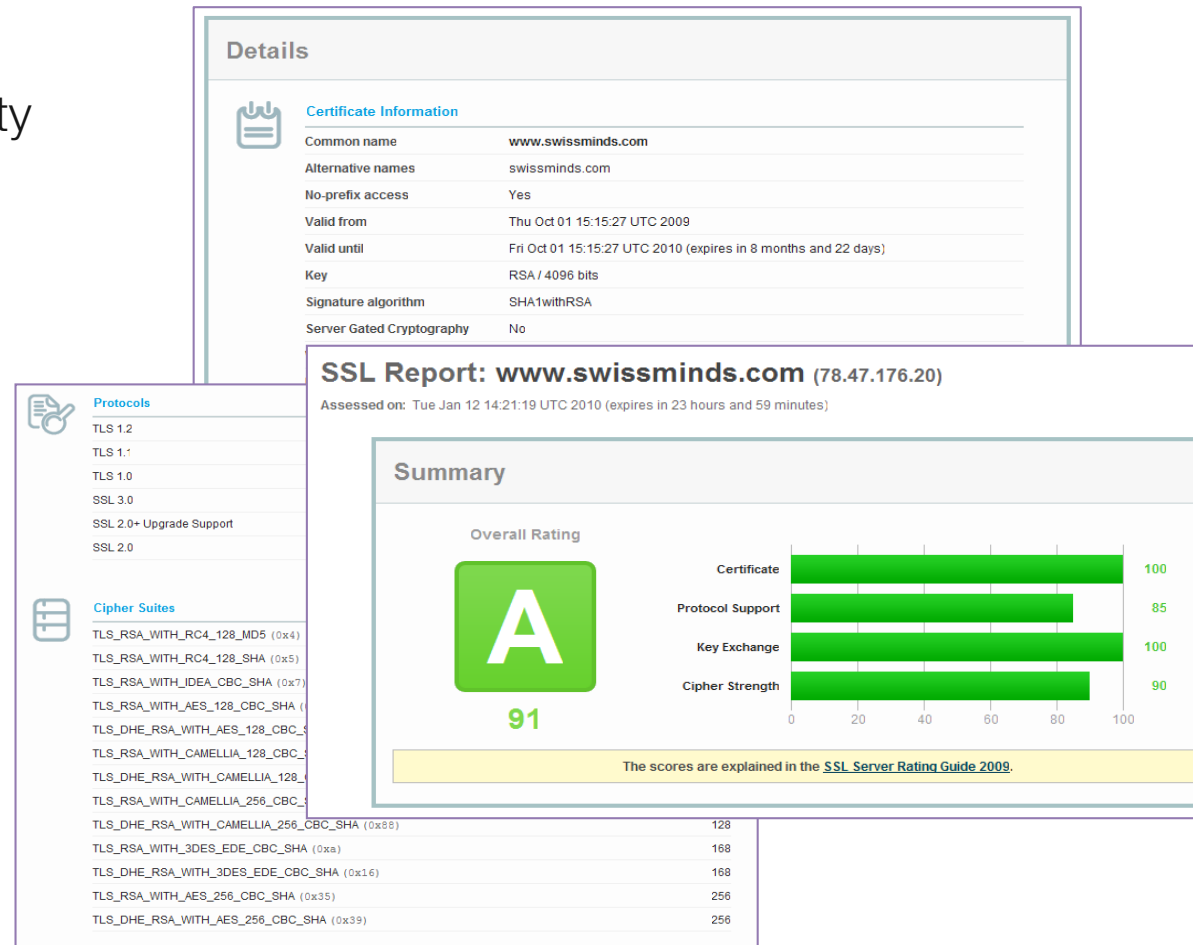 ty
Details
Certificate Information
Common name www.swissminds.com
Alternative names swissminds.com
No-prefix access Yes
Valid from Thu Oct 01 15:15:27 UTC 2009
Valid until Fri Oct 01 15:15:27 UTC 2010 (expires in 8 months and 22 days)
Key RSA / 4096 bits
Signature algorithm SHA1withRSA
Server Gated Cryptography No
SSL Report: www.swissminds.com (78.47.176.20)
Assessed on: Tue Jan 12 14:21:19 UTC 2010 (expires in 23 hours and 59 minutes)
Summary
Overall Rating
A
91
Certificate 100
Protocol Support 85
Key Exchange 100
Cipher Strength 90
0 20 40 60 80 100
The scores are explained in the SSL Server Rating Guide 2009.
Protocols
TLS 1.2
TLS 1.1
TLS 1.0
SSL 3.0
SSL 2.0+ Upgrade Support
SSL 2.0
Cipher Suites
TLS_RSA_WITH_RC4_128_MD5 (0x4)
TLS_RSA_WITH_RC4_128_SHA (0x5)
TLS_RSA_WITH_IDEA_CBC_SHA (0x7)
TLS_RSA_WITH_AES_128_CBC_SHA (
TLS_DHE_RSA_WITH_AES_128_CBC_S
TLS_RSA_WITH_CAMELLIA_128_CBC_
TLS_DHE_RSA_WITH_CAMELLIA_128_
TLS_RSA_WITH_CAMELLIA_256_CBC_
TLS_DHE_RSA_WITH_CAMELLIA_256_CBC_SHA (0x88) 128
TLS_RSA_WITH_3DES_EDE_CBC_SHA (0xa) 168
TLS_DHE_RSA_WITH_3DES_EDE_CBC_SHA (0x16) 168
TLS_RSA_WITH_AES_256_CBC_SHA (0x35) 256
TLS_DHE_RSA_WITH_AES_256_CBC_SHA (0x39) 256